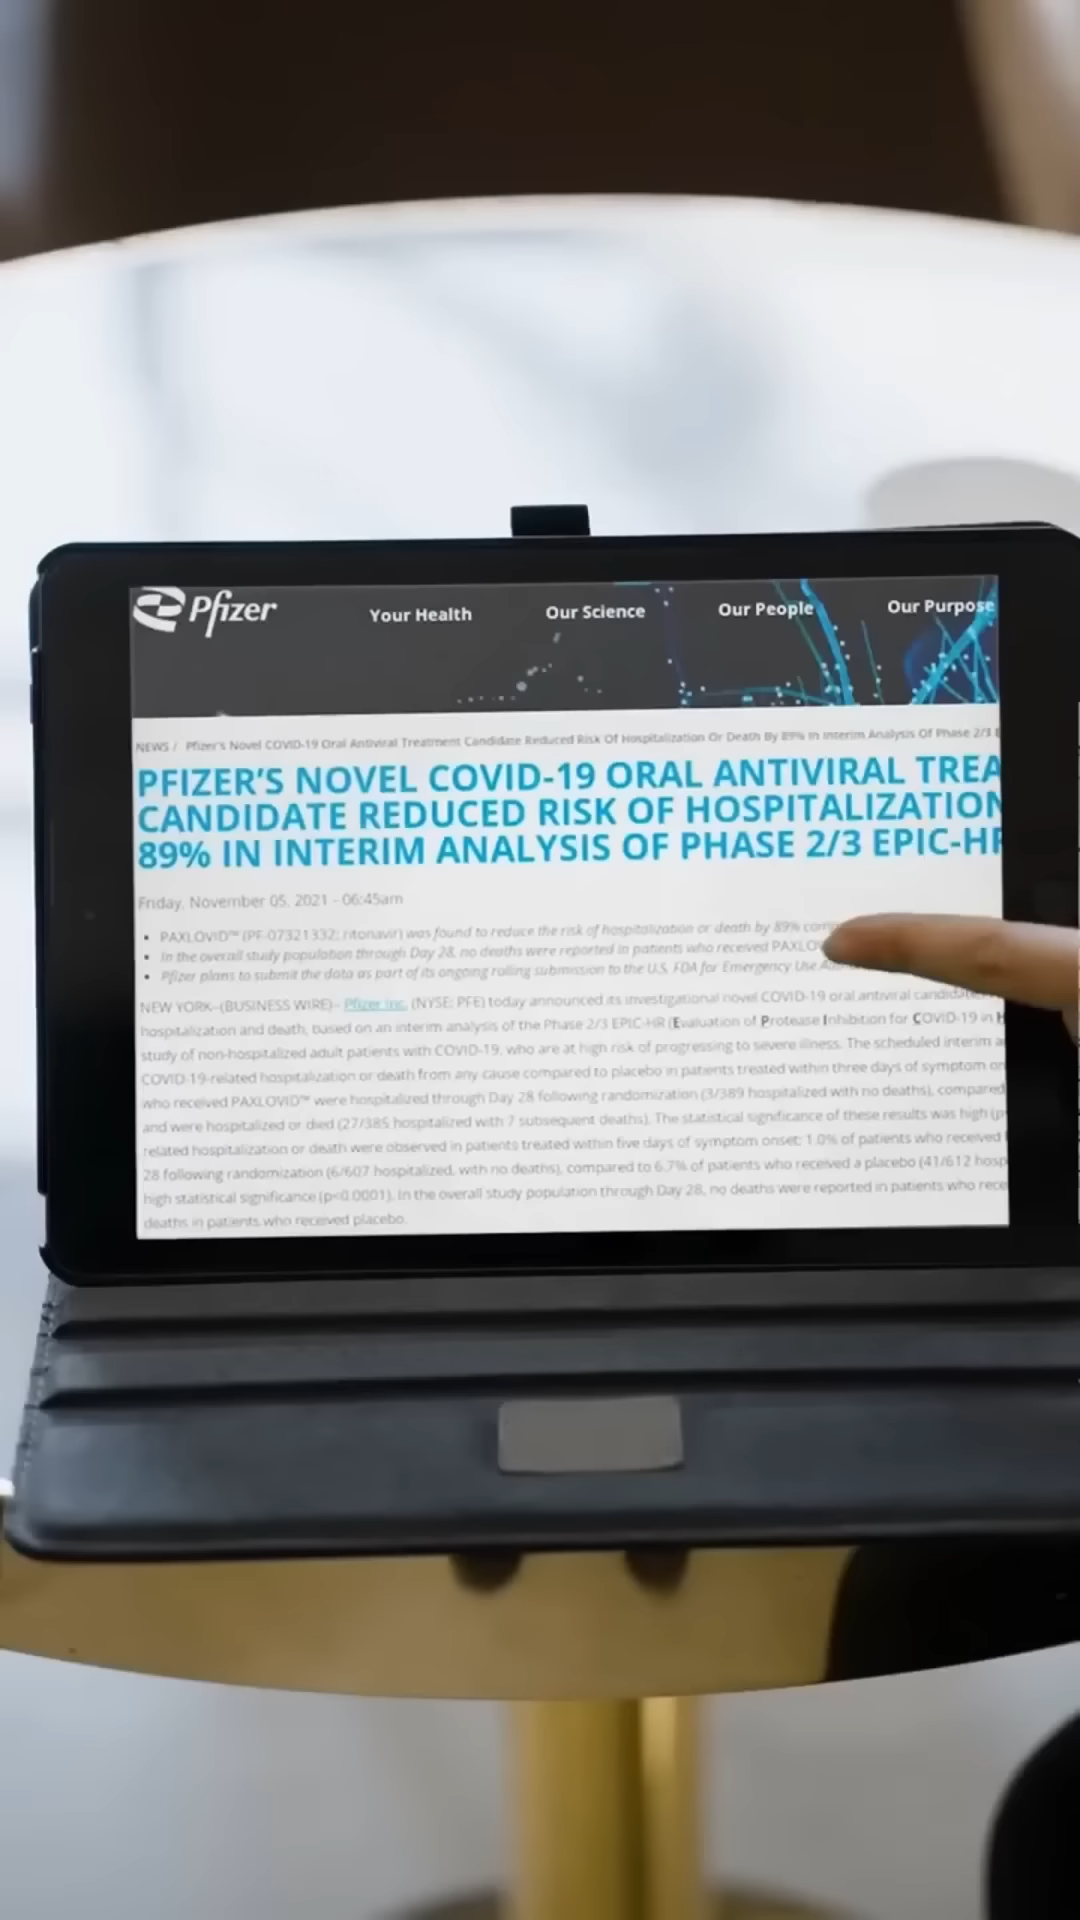 Pfizer
Your Health
Our Science
Our People
Our Purpose
NEWS / Pfizer's Novel COVID-19 Oral Antiviral Treatment Candidate Reduced Risk Of Hospitalization Or Death By 89% In Interim Analysis Of Phase 2/3
PFIZER'S NOVEL COVID-19 ORAL ANTIVIRAL TREA
CANDIDATE REDUCED RISK OF HOSPITALIZATION
89% IN INTERIM ANALYSIS OF PHASE 2/3 EPIC-HR
Friday, November 05, 2021 - 06:45am
• PAXLOVID™ (PF-07321332; ritonavir) was found to reduce the risk of hospitalization or death by 89% com
• In the overall study population through Day 28, no deaths were reported in patients who received PAXLOV
• Pfizer plans to submit the data as part of its ongoing rolling submission to the U.S. FDA for Emergency Use
NEW YORK--(BUSINESS WIRE)-- Pfizer Inc. (NYSE: PFE) today announced its investigational novel COVID-19 oral antiviral candidate
hospitalization and death, based on an interim analysis of the Phase 2/3 EPIC-HR (Evaluation of Protease Inhibition for COVID-19 in H
study of non-hospitalized adult patients with COVID-19, who are at high risk of progressing to severe illness. The scheduled interim a
COVID-19-related hospitalization or death from any cause compared to placebo in patients treated within three days of symptom on
who received PAXLOVID™ were hospitalized through Day 28 following randomization (3/389 hospitalized with no deaths), compared
and were hospitalized or died (27/385 hospitalized with 7 subsequent deaths). The statistical significance of these results was high (p
related hospitalization or death were observed in patients treated within five days of symptom onset; 1.0% of patients who received
28 following randomization (6/607 hospitalized, with no deaths), compared to 6.7% of patients who received a placebo (41/612 hosp
high statistical significance (p<0.0001). In the overall study population through Day 28, no deaths were reported in patients who rece
deaths in patients who received placebo.